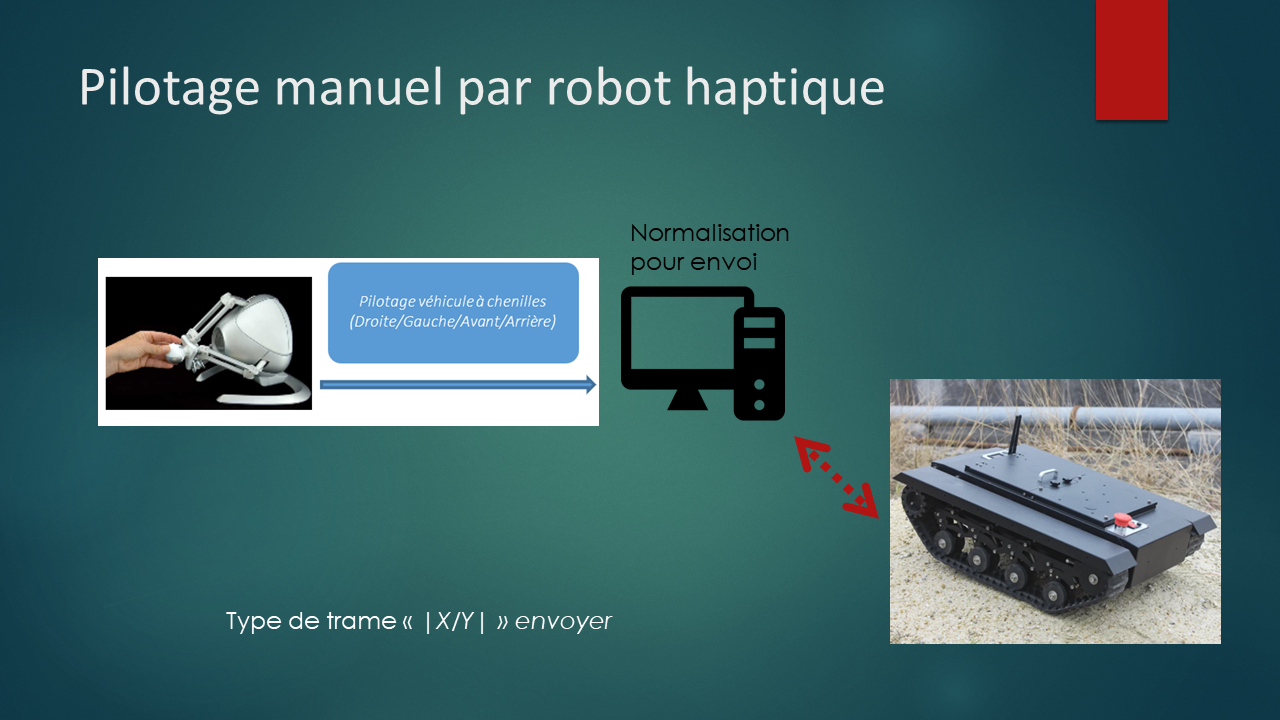 Pilotage manuel par robot haptique
Normalisation
pour envoi
Pilotage véhicule à chenilles
(Droite/Gauche/Avant/Arrière)
Type de trame « |X/Y| » envoyer